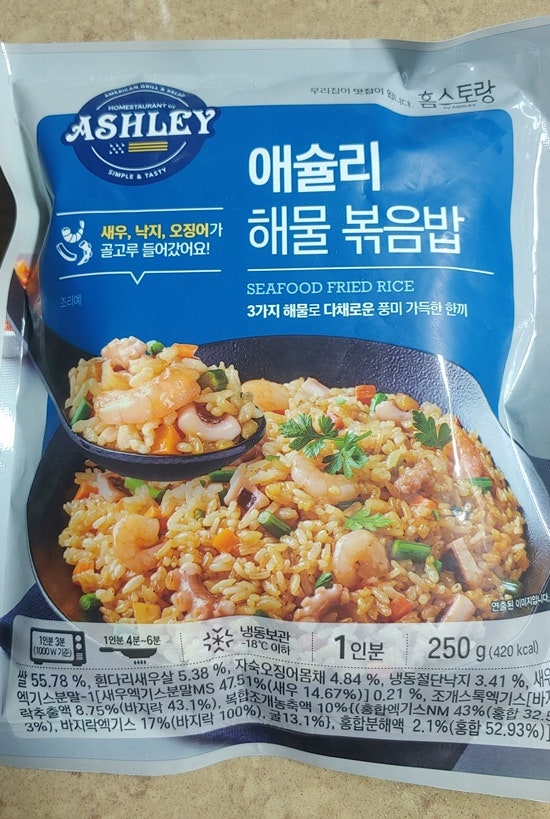 우리집이 맛집이 됩니다. 홈스토랑
by ASHLEY
AMERICAN GRILL & SALAD
HOMESTAURANT by
ASHLEY
SIMPLE & TASTY
애슐리
해물 볶음밥
SEAFOOD FRIED RICE
3가지 해물로 다채로운 풍미 가득한 한끼
새우, 낙지, 오징어가
골고루 들어갔어요!
조리예
연출된 이미지입니다.
1인분 3분
(1000W 기준)
1인분 4분~6분
냉동보관
-18℃ 이하
1인분
250 g (420 kcal)
쌀 55.78 %, 흰다리새우살 5.38 %, 자숙오징어몸채 4.84 %, 냉동절단낙지 3.41 %, 새우
엑기스분말-1[새우엑기스분말MS 47.51%(새우 14.67%)] 0.21 %, 조개스톡엑기스[바지
락추출액 8.75%(바지락 43.1%), 복합조개농축액 10%{(홍합엑기스NM 43%(홍합 32.9
3%), 바지락엑기스 17%(바지락 100%), 굴13.1%}, 홍합분해액 2.1%(홍합 52.93%)]